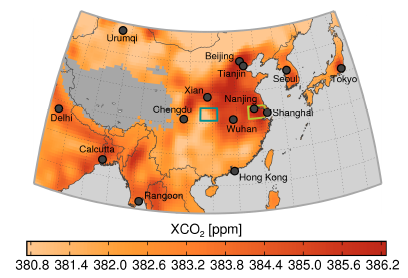 Urumqi
Beijing
Tianjin
Seoul
Tokyo
Xian
Nanjing
Chengdu
Shanghai
Delhi
Wuhan
Calcutta
Hong Kong
Rangoon
XCO₂ [ppm]
380.8 381.4 382.0 382.6 383.2 383.8 384.4 385.0 385.6 386.2